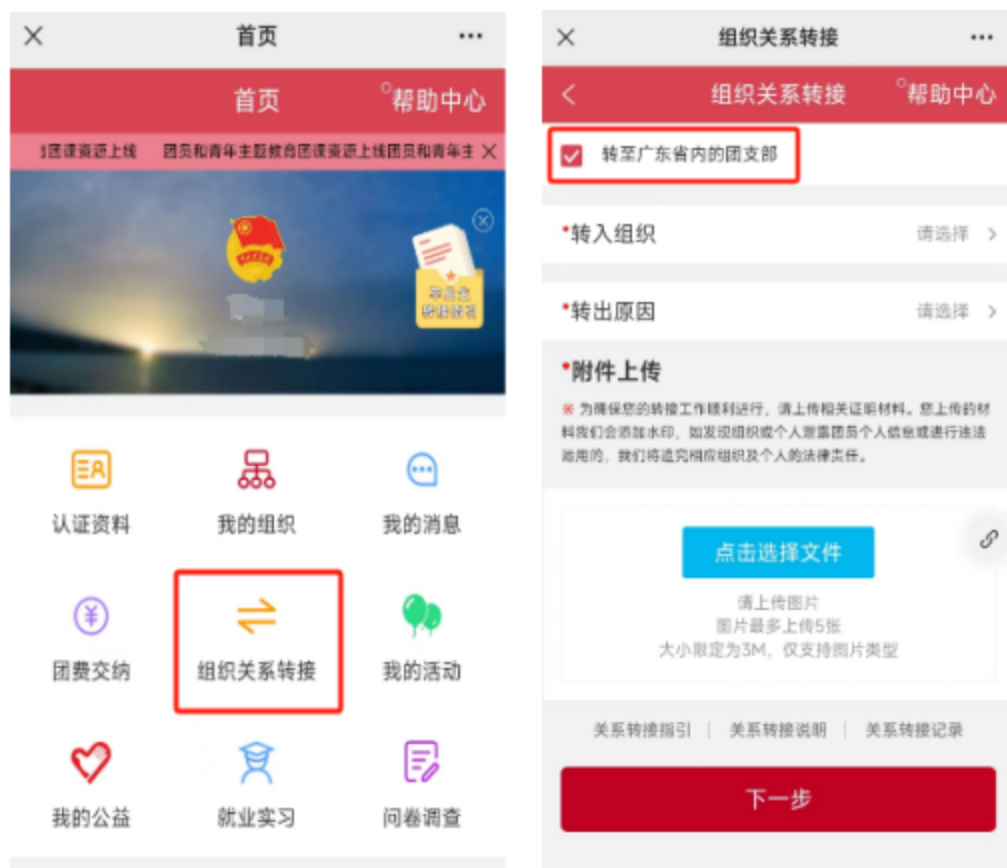 首页
首页
帮助中心
团课资源上线 团员和青年主题教育团课资源上线团员和青年主
毕业生
转接指引
认证资料
我的组织
我的消息
团费交纳
组织关系转接
我的活动
我的公益
就业实习
问卷调查
组织关系转接
组织关系转接
帮助中心
转至广东省内的团支部
*转入组织
请选择
*转出原因
请选择
*附件上传
※ 为确保您的转接工作顺利进行，请上传相关证明材料。您上传的材
料我们会添加水印，如发现组织或个人泄露团员个人信息或进行违法
滥用的，我们将追究相应组织及个人的法律责任。
点击选择文件
请上传图片
图片最多上传5张
大小限定为3M，仅支持图片类型
关系转接指引 | 关系转接说明 | 关系转接记录
下一步